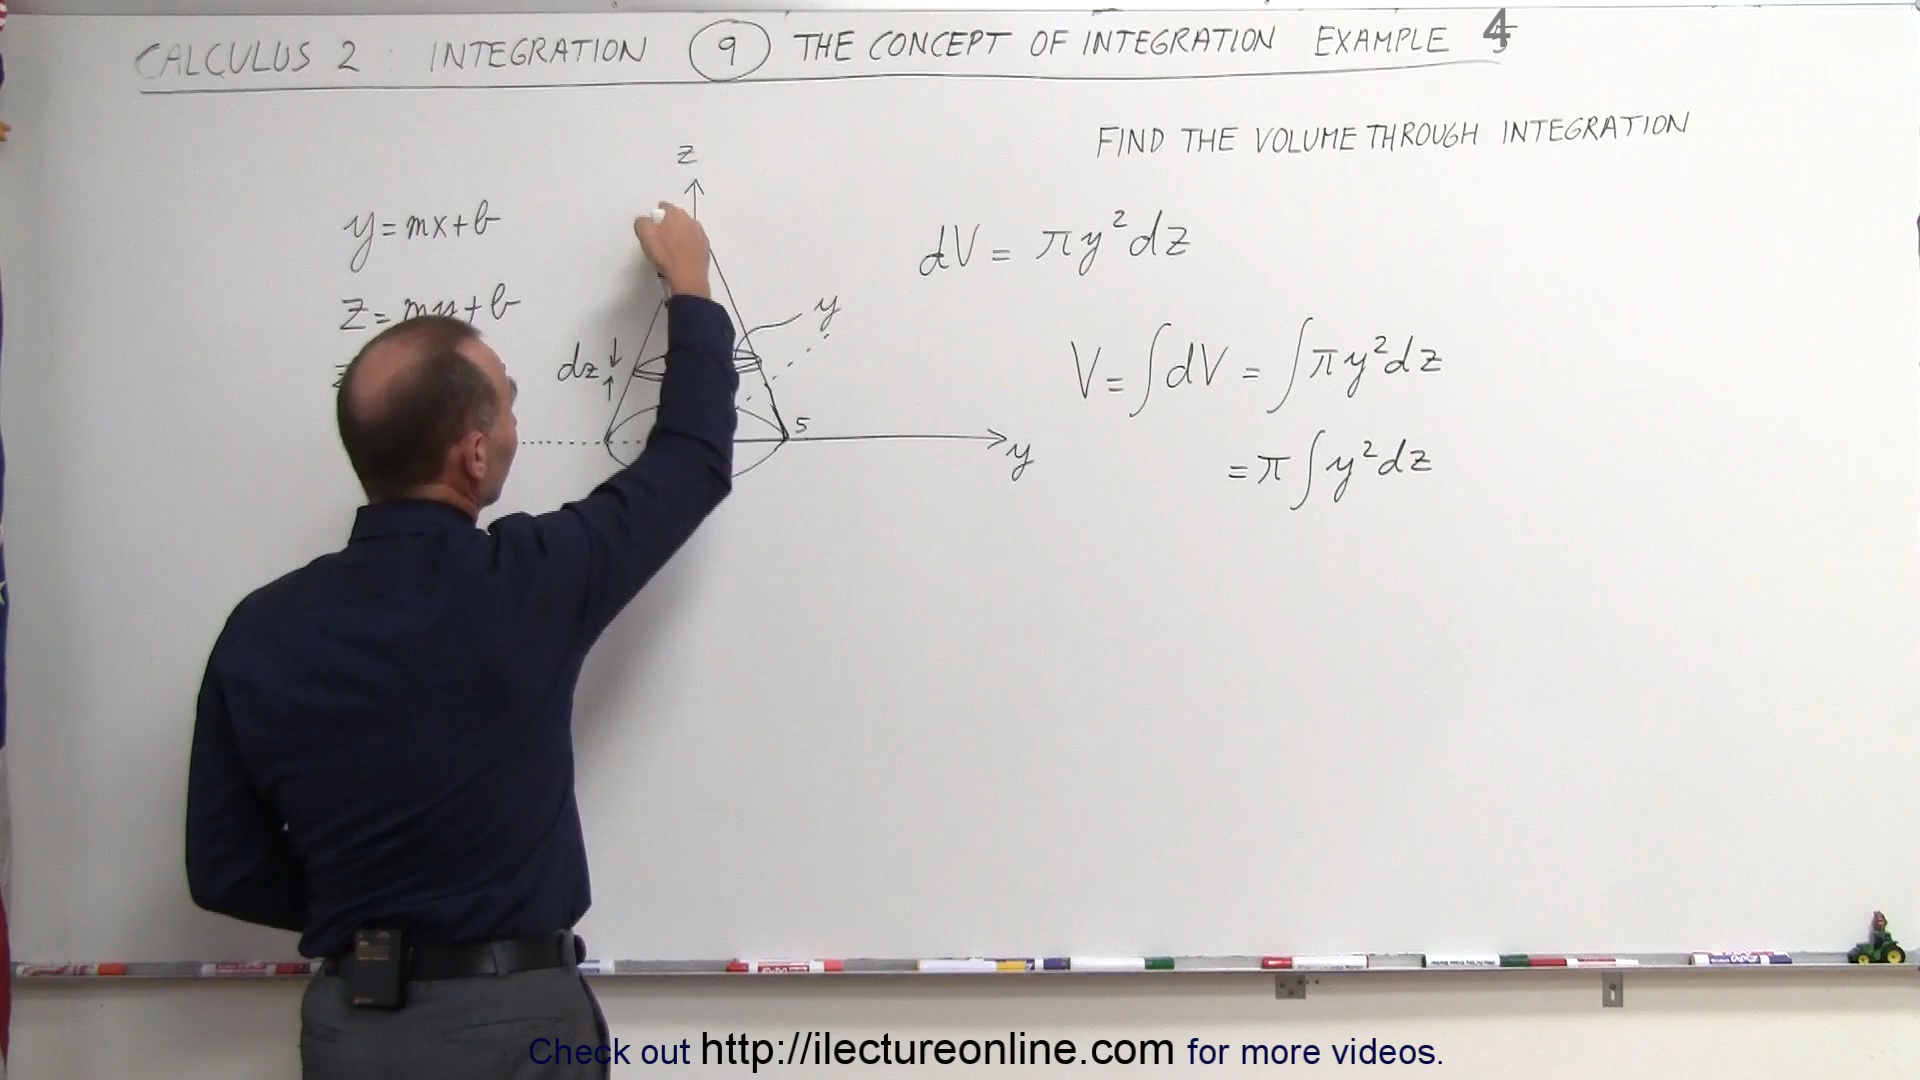 CALCULUS 2 : INTEGRATION 9 THE CONCEPT OF INTEGRATION EXAMPLE 4
FIND THE VOLUME THROUGH INTEGRATION
z
y = mx + b
dV = πy²dz
z = my + b
y
dz
V = ∫dV = ∫πy²dz
5
y
= π∫y²dz
Check out http://ilectureonline.com for more videos.